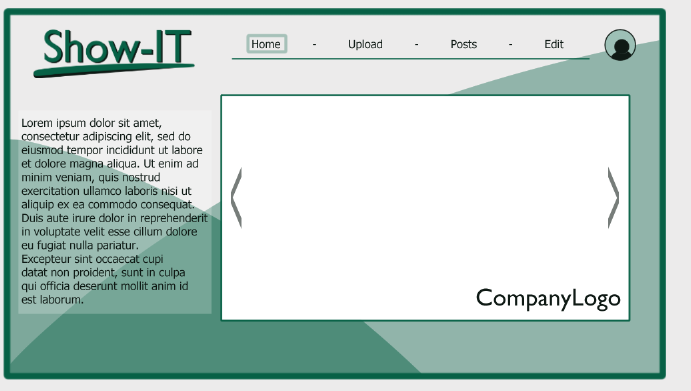 Show-IT
Home - Upload - Posts - Edit
Lorem ipsum dolor sit amet,
consectetur adipiscing elit, sed do
eiusmod tempor incididunt ut labore
et dolore magna aliqua. Ut enim ad
minim veniam, quis nostrud
exercitation ullamco laboris nisi ut
aliquip ex ea commodo consequat.
Duis aute irure dolor in reprehenderit
in voluptate velit esse cillum dolore
eu fugiat nulla pariatur.
Excepteur sint occaecat cupi
datat non proident, sunt in culpa
qui officia deserunt mollit anim id
est laborum.
CompanyLogo